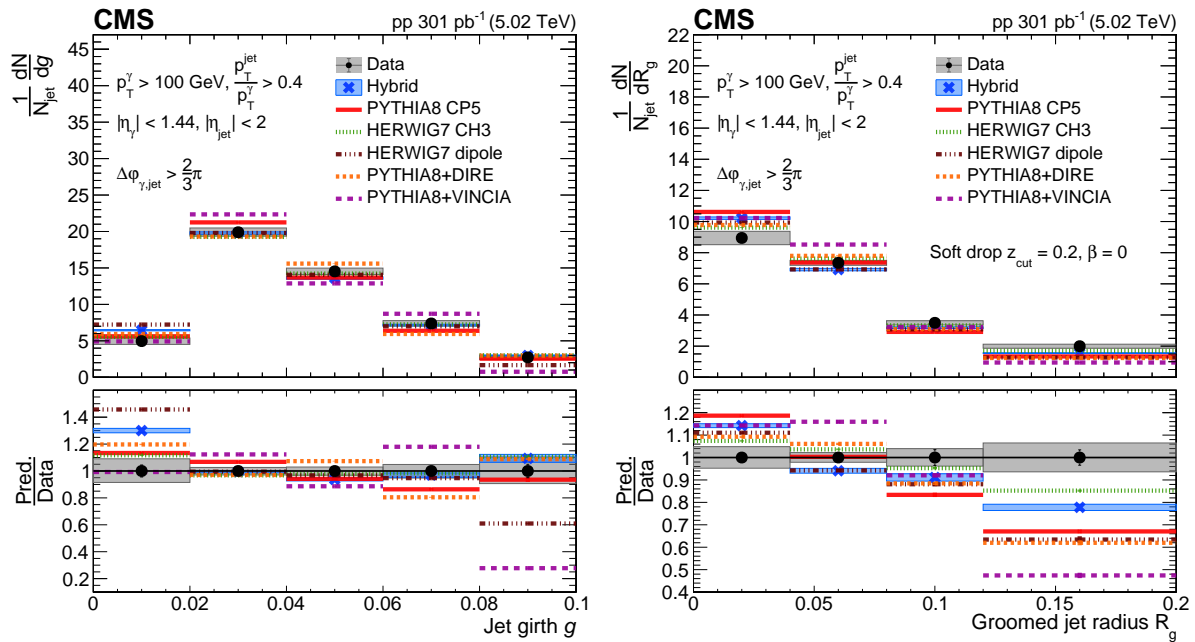 CMS
pp 301 pb⁻¹ (5.02 TeV)
1/N_jet dN/dg
p_T^γ > 100 GeV, p_T^jet/p_T^γ > 0.4
|η_γ| < 1.44, |η_jet| < 2
Δφ_γ,jet > 2/3 π
Data
Hybrid
PYTHIA8 CP5
HERWIG7 CH3
HERWIG7 dipole
PYTHIA8+DIRE
PYTHIA8+VINCIA
45
40
35
30
25
20
15
10
5
0
Pred./Data
1.4
1.2
1.0
0.8
0.6
0.4
0.2
0 0.02 0.04 0.06 0.08 0.1
Jet girth g
CMS
pp 301 pb⁻¹ (5.02 TeV)
1/N_jet dN/dR_g
p_T^γ > 100 GeV, p_T^jet/p_T^γ > 0.4
|η_γ| < 1.44, |η_jet| < 2
Δφ_γ,jet > 2/3 π
Data
Hybrid
PYTHIA8 CP5
HERWIG7 CH3
HERWIG7 dipole
PYTHIA8+DIRE
PYTHIA8+VINCIA
Soft drop z_cut = 0.2, β = 0
22
20
18
16
14
12
10
8
6
4
2
0
Pred./Data
1.2
1.1
1
0.9
0.8
0.7
0.6
0.5
0.4
0 0.05 0.1 0.15 0.2
Groomed jet radius R_g